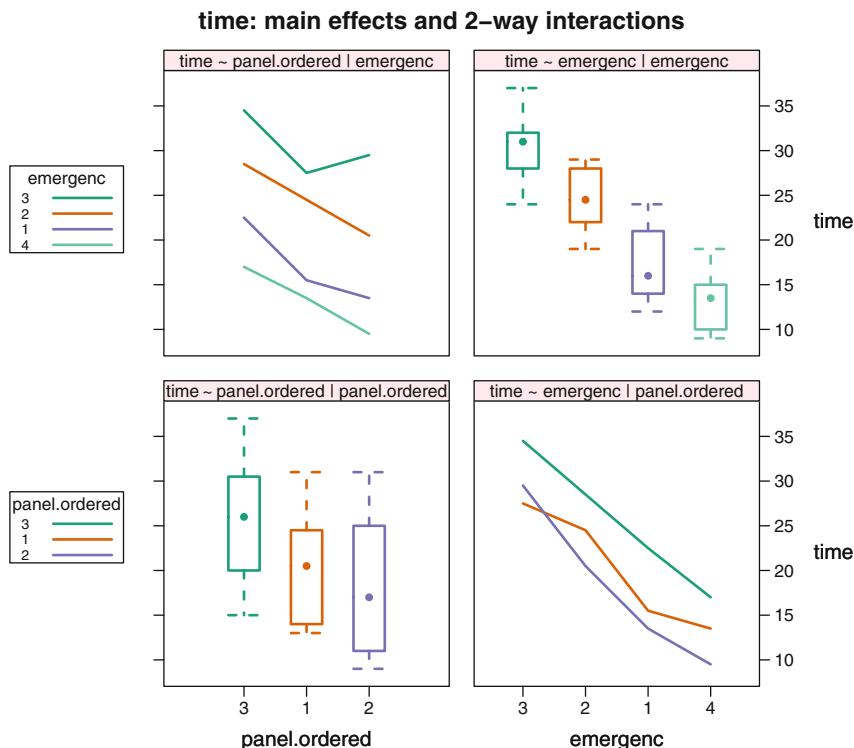 time: main effects and 2−way interactions
time ~ panel.ordered | emergenc
time ~ emergenc | emergenc
emergenc
3
2
1
4
35
30
25
20
15
10
time
time ~ panel.ordered | panel.ordered
time ~ emergenc | panel.ordered
panel.ordered
3
1
2
35
30
25
20
15
10
time
3 1 2
3 2 1 4
panel.ordered
emergenc